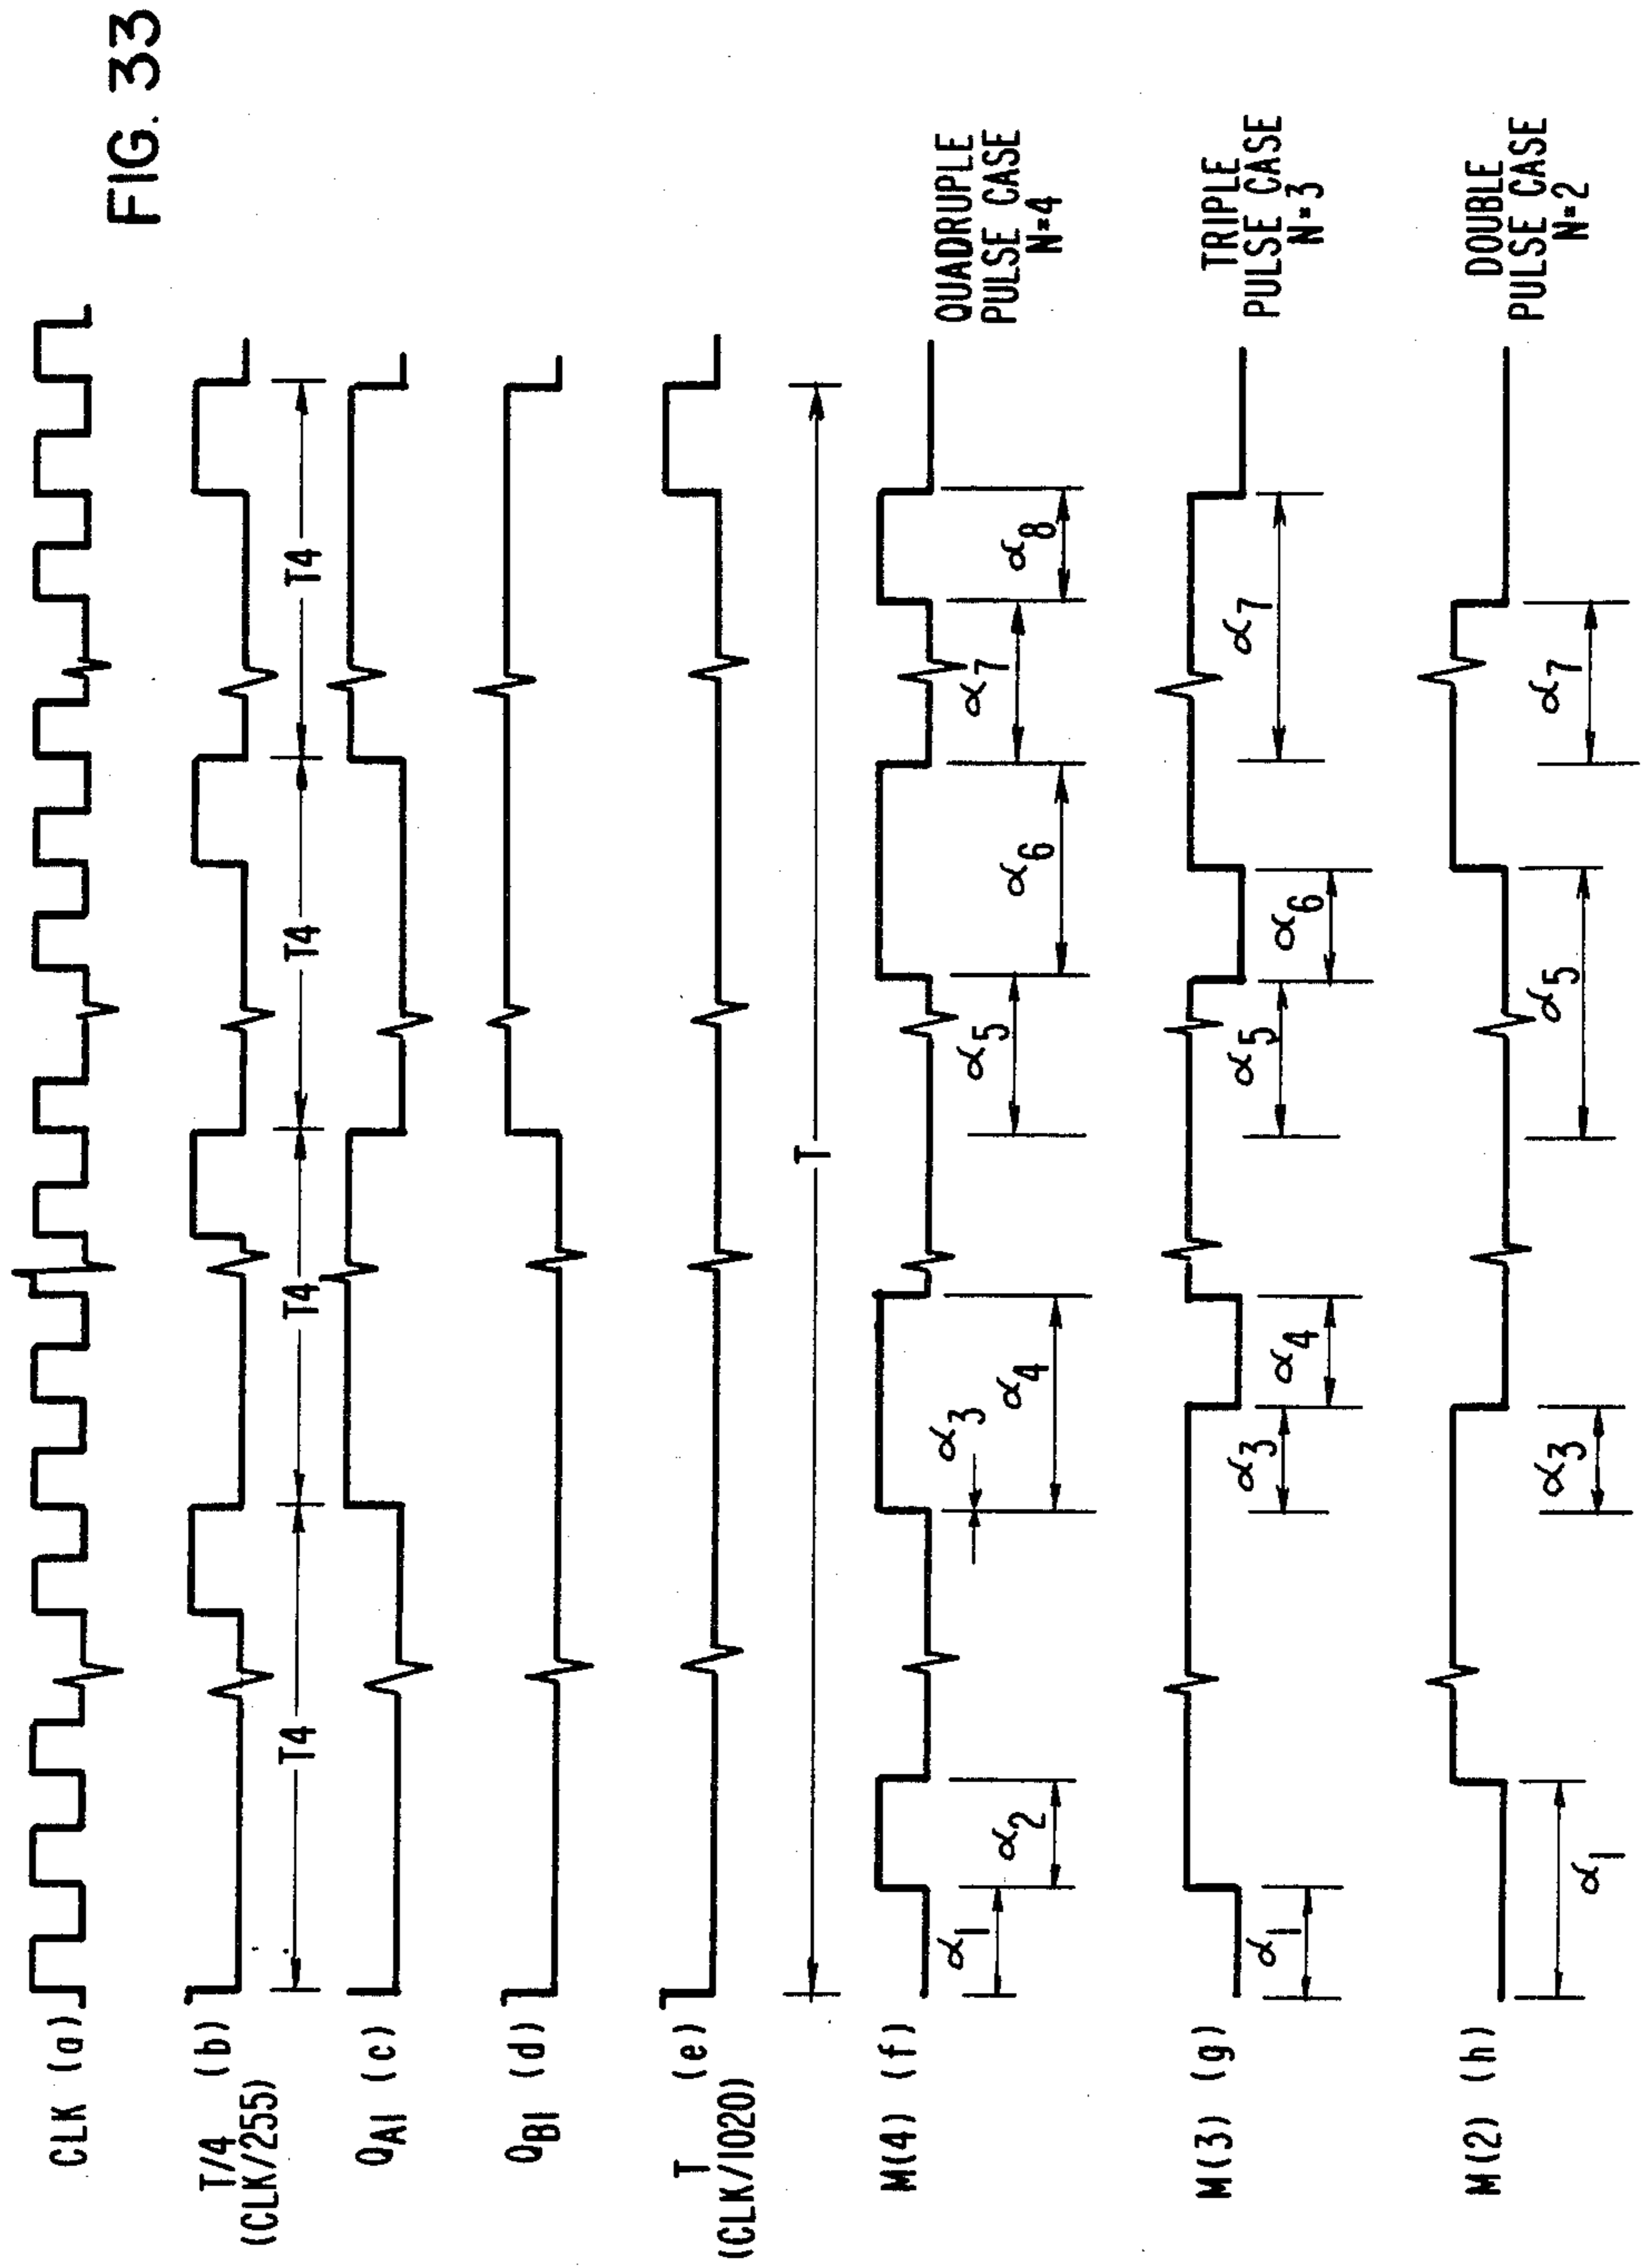 FIG. 33
CLK (a)
T/4 (b)
(CLK/255)
T4
T4
T4
T4
QA1 (c)
QB1 (d)
T (e)
(CLK/1020)
T
M(4) (f)
α1
α2
α3
α4
α5
α6
α7
α8
QUADRUPLE
PULSE CASE
N=4
M(3) (g)
α1
α3
α4
α5
α6
α7
TRIPLE
PULSE CASE
N=3
M(2) (h)
α1
α3
α5
α7
DOUBLE
PULSE CASE
N=2